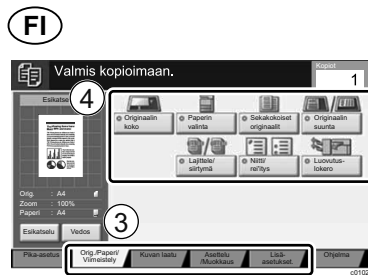 FI
Valmis kopioimaan.
Kopiot
1
Esikatse
4
Originaalin
koko
Paperin
valinta
Sekakokoiset
originaalit
Originaalin
suunta
Lajittele/
siirtymä
Niitti/
rei'itys
Luovutus-
lokero
Orig. : A4
Zoom : 100%
Paperi : A4
3
Esikatselu
Vedos
Pika-asetus
Orig./Paperi/
Viimeistely
Kuvan laatu
Asettelu
/Muokkaus
Lisä-
asetukset.
Ohjelma
c0102